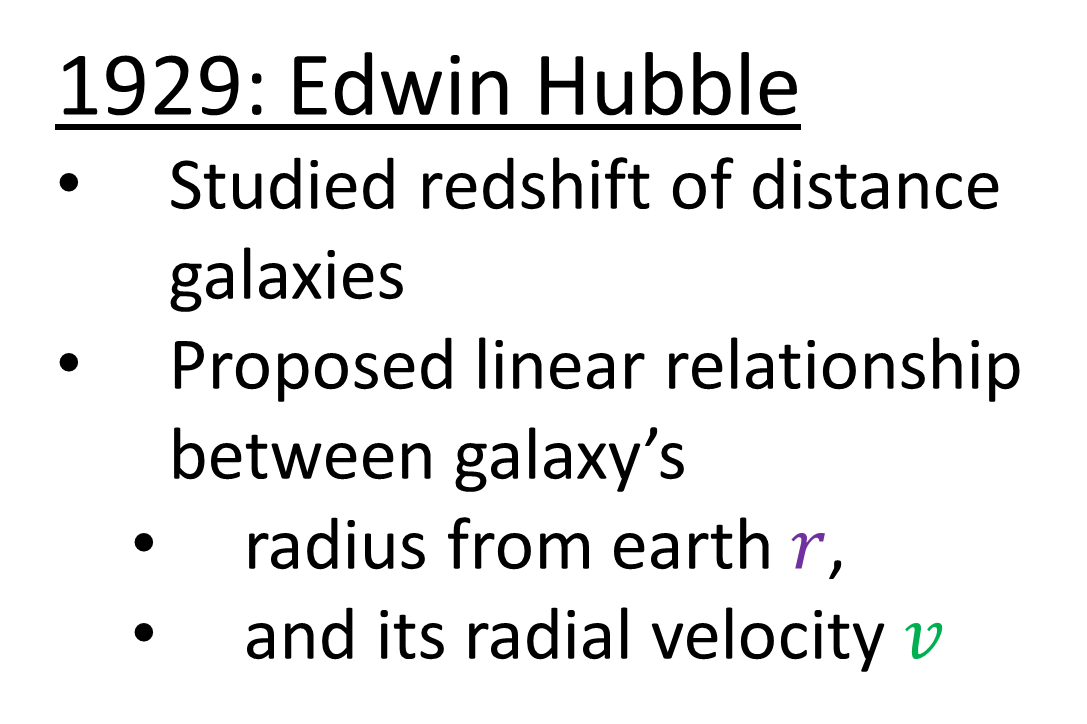 1929: Edwin Hubble
• Studied redshift of distance
galaxies
• Proposed linear relationship
between galaxy’s
• radius from earth r,
• and its radial velocity v